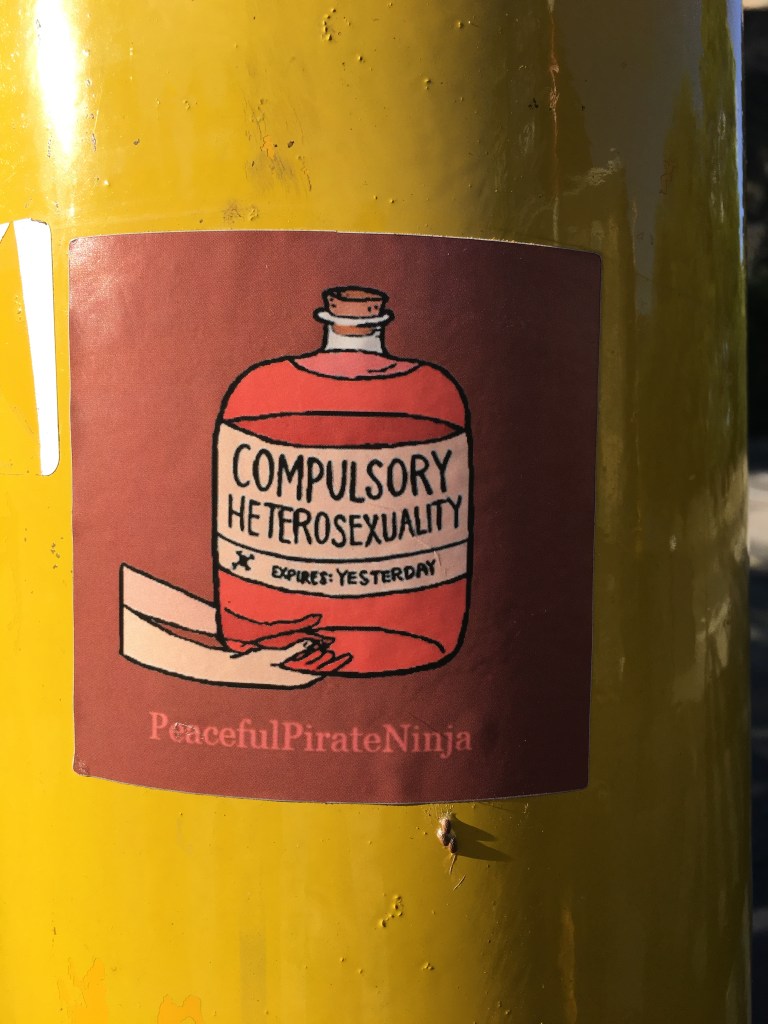 COMPULSORY
HETEROSEXUALITY
EXPIRES: YESTERDAY
PeacefulPirateNinja